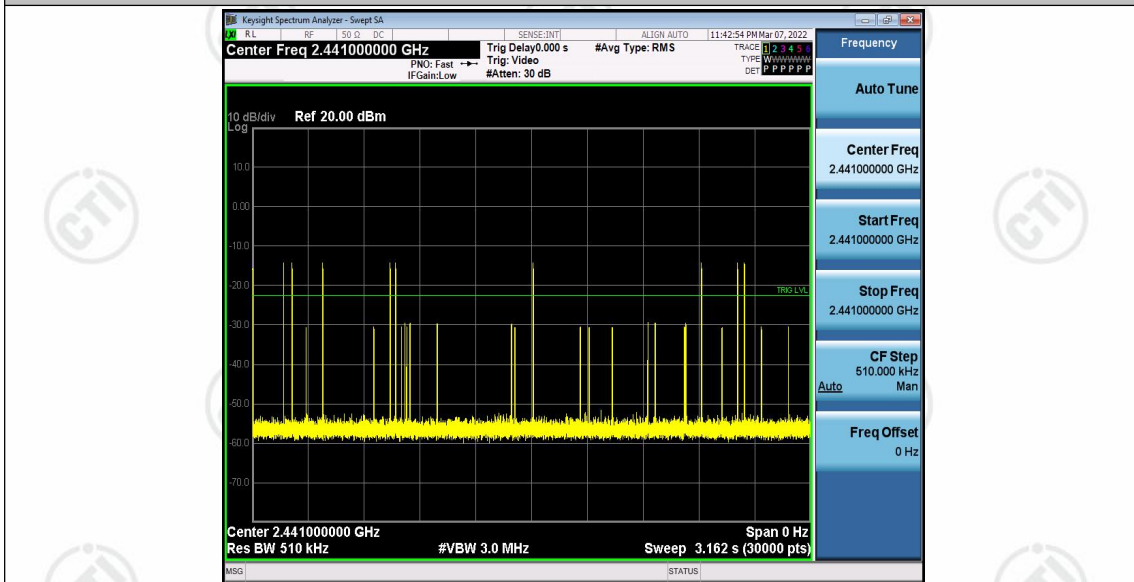 Keysight Spectrum Analyzer - Swept SA
LXI RL RF 50 Ω DC SENSE:INT ALIGN AUTO 11:42:54 PM Mar 07, 2022
Center Freq 2.441000000 GHz
PNO: Fast
IFGain:Low
Trig Delay0.000 s
Trig: Video
#Atten: 30 dB
#Avg Type: RMS
TRACE 1 2 3 4 5 6
TYPE WWWWWW
DET P P P P P P
Frequency
Auto Tune
10 dB/div Ref 20.00 dBm
Log
10.0
0.00
-10.0
-20.0
TRIG LVL
-30.0
-40.0
-50.0
-60.0
-70.0
Center Freq
2.441000000 GHz
Start Freq
2.441000000 GHz
Stop Freq
2.441000000 GHz
CF Step
510.000 kHz
Auto Man
Freq Offset
0 Hz
Center 2.441000000 GHz Span 0 Hz
Res BW 510 kHz #VBW 3.0 MHz Sweep 3.162 s (30000 pts)
MSG STATUS
CTI
CTI